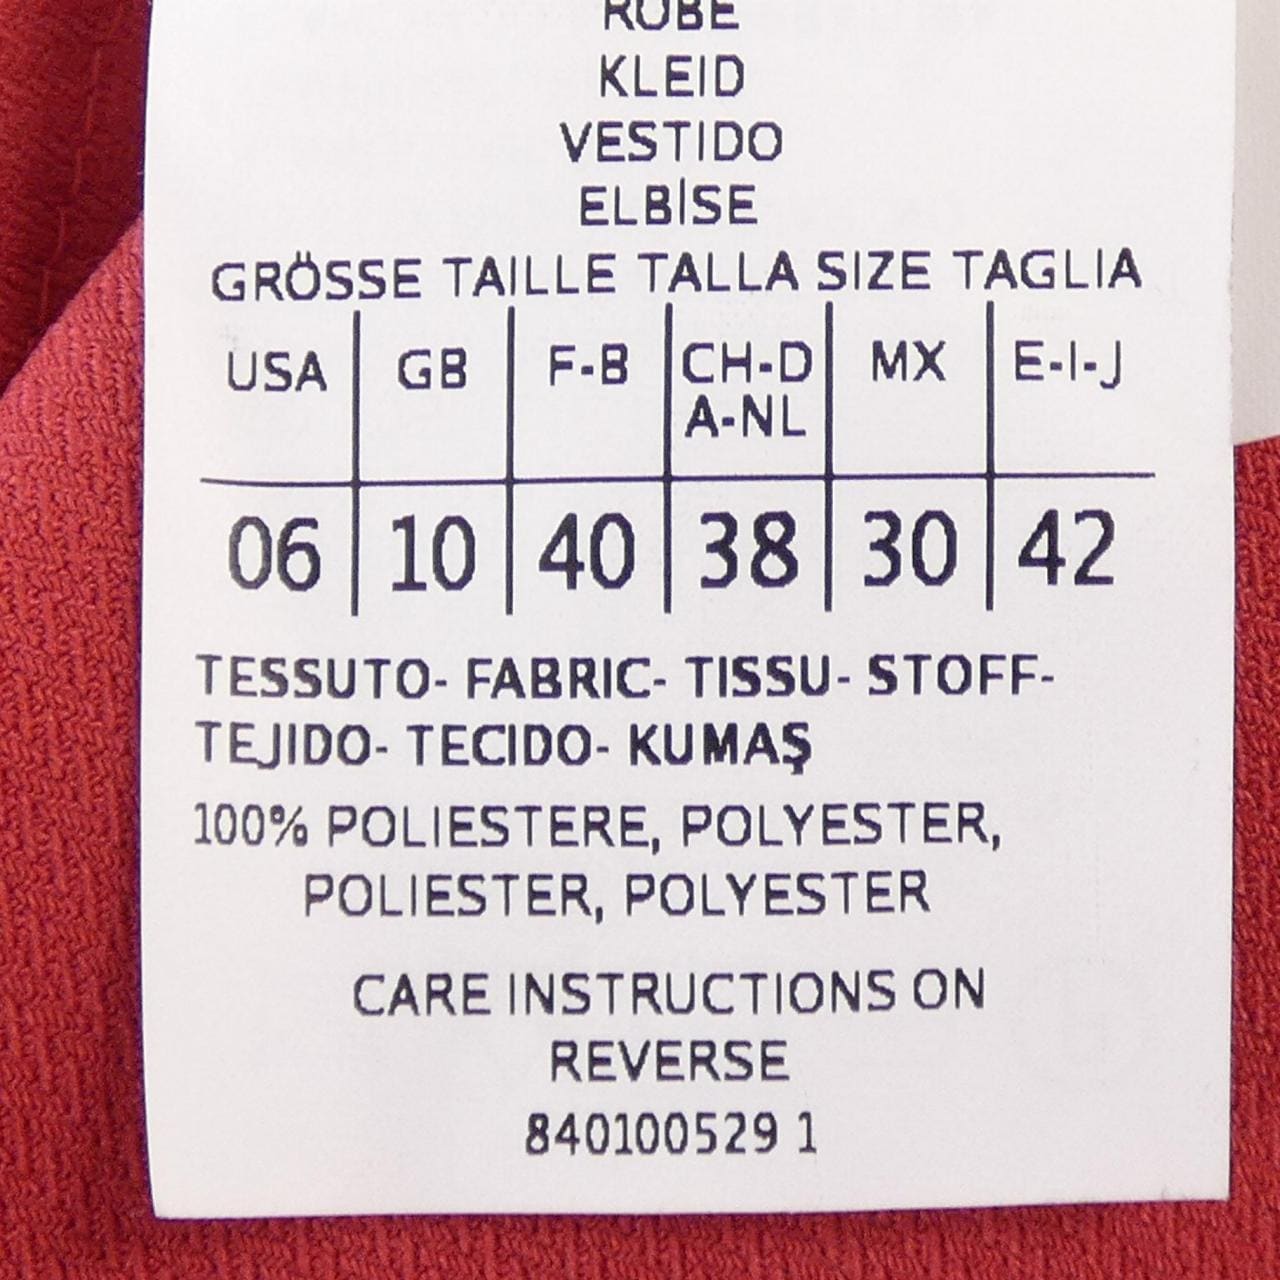 ROBE
KLEID
VESTIDO
ELBİSE
GRÖSSE TAILLE TALLA SIZE TAGLIA
USA GB F-B CH-D A-NL MX E-I-J
06 10 40 38 30 42
TESSUTO- FABRIC- TISSU- STOFF-
TEJIDO- TECIDO- KUMAŞ
100% POLIESTERE, POLYESTER,
POLIESTER, POLYESTER
CARE INSTRUCTIONS ON
REVERSE
840100529 1